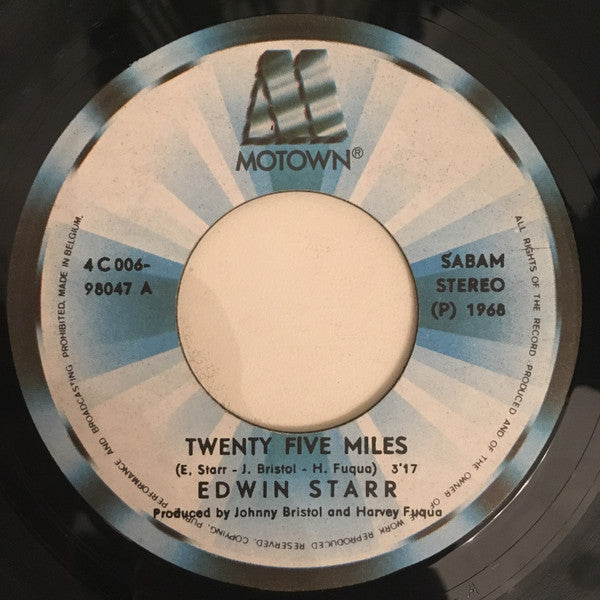 MOTOWN®
4C 006-
98047 A
SABAM
STEREO
(P) 1968
TWENTY FIVE MILES
(E. Starr - J. Bristol - H. Fuqua) 3'17
EDWIN STARR
Produced by Johnny Bristol and Harvey Fuqua
ALL RIGHTS OF THE RECORD PRODUCER AND OF THE OWNER OF THE WORK REPRODUCED RESERVED. COPYING, PUBLIC PERFORMANCE AND BROADCASTING PROHIBITED. MADE IN BELGIUM.
A